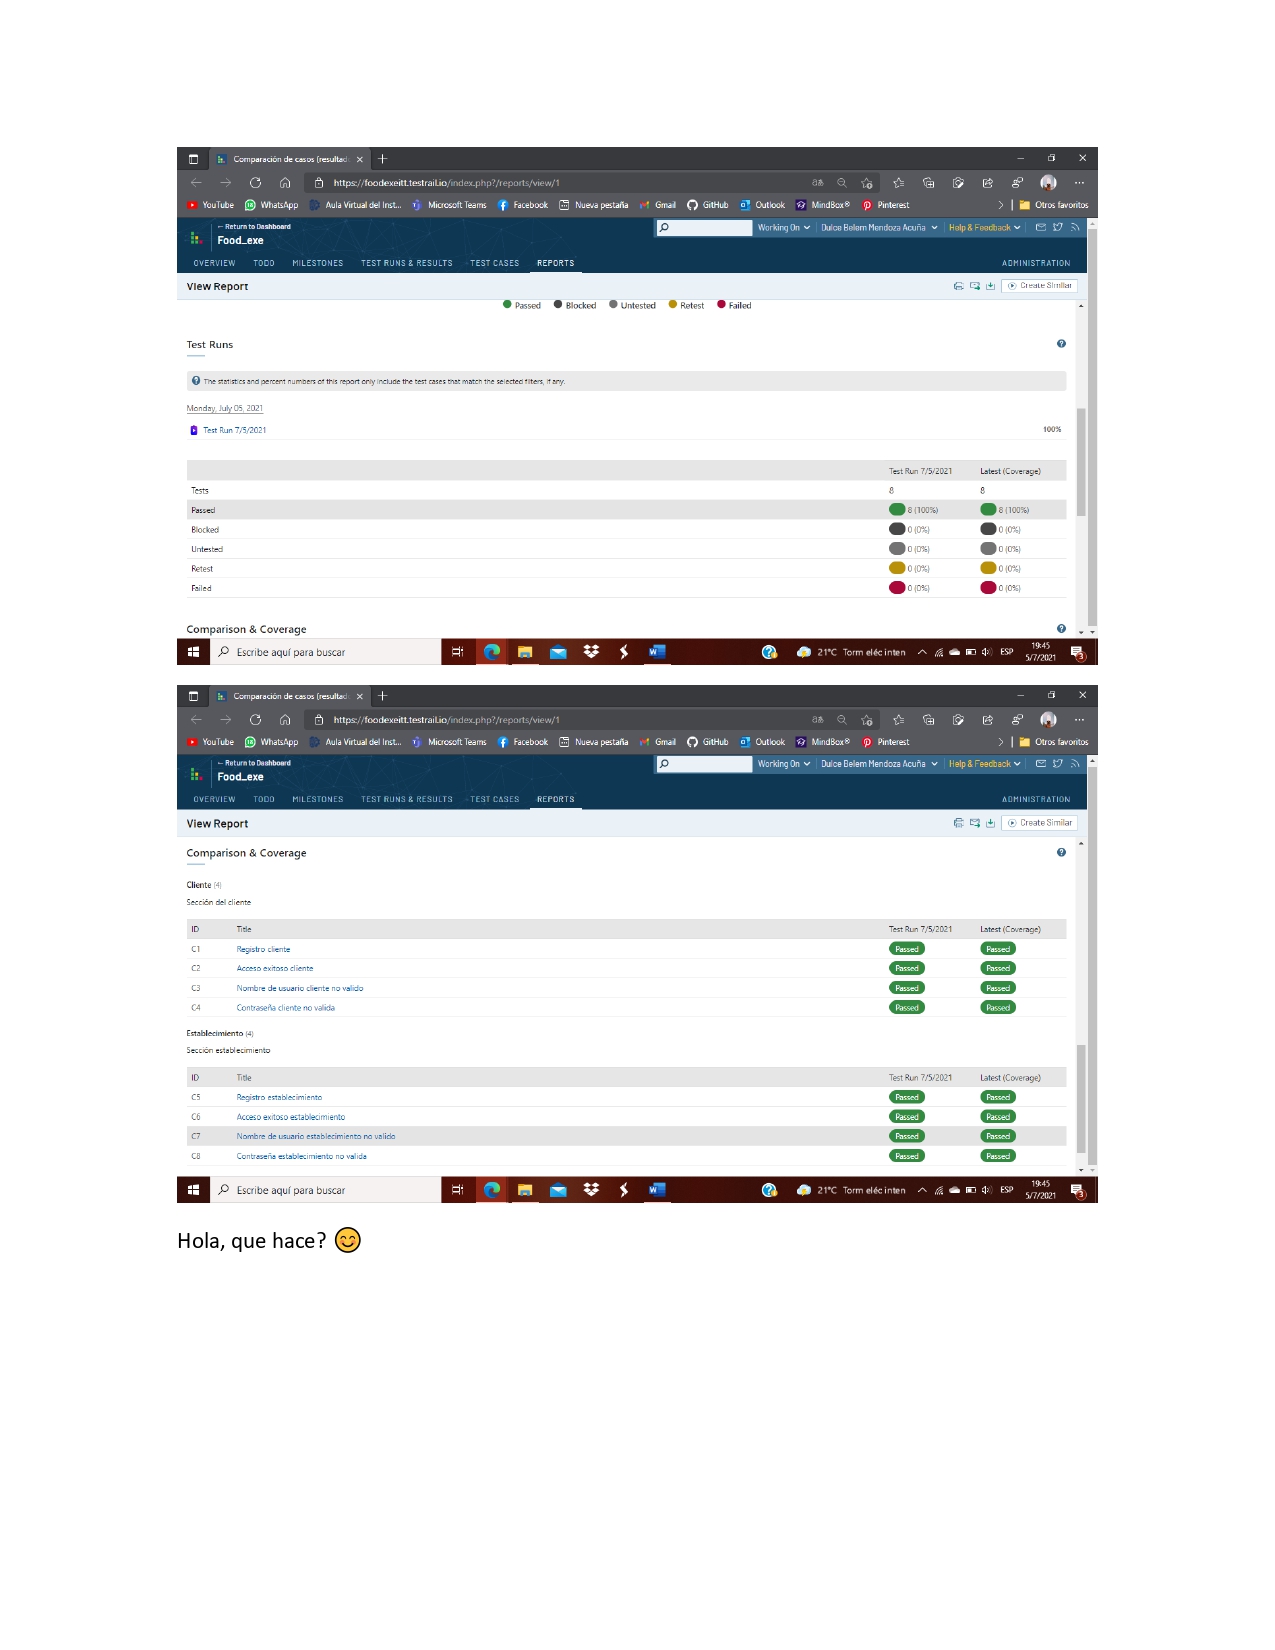 Comparación de casos (resultad
https://foodexeitt.testrail.io/index.php?/reports/view/1
YouTube WhatsApp Aula Virtual del Inst... Microsoft Teams Facebook Nueva pestaña Gmail GitHub Outlook MindBox® Pinterest Otros favoritos
← Return to Dashboard
Food_exe
Working On Dulce Belem Mendoza Acuña Help & Feedback
OVERVIEW TODO MILESTONES TEST RUNS & RESULTS TEST CASES REPORTS ADMINISTRATION
View Report Create Similar
Passed Blocked Untested Retest Failed
Test Runs
The statistics and percent numbers of this report only include the test cases that match the selected filters, if any.
Monday, July 05, 2021
Test Run 7/5/2021 100%
Test Run 7/5/2021 Latest (Coverage)
Tests 8 8
Passed 8 (100%) 8 (100%)
Blocked 0 (0%) 0 (0%)
Untested 0 (0%) 0 (0%)
Retest 0 (0%) 0 (0%)
Failed 0 (0%) 0 (0%)
Comparison & Coverage
Escribe aquí para buscar 21°C Torm eléc inten ESP 19:45
5/7/2021 3
Comparación de casos (resultad
https://foodexeitt.testrail.io/index.php?/reports/view/1
YouTube WhatsApp Aula Virtual del Inst... Microsoft Teams Facebook Nueva pestaña Gmail GitHub Outlook MindBox® Pinterest Otros favoritos
← Return to Dashboard
Food_exe
Working On Dulce Belem Mendoza Acuña Help & Feedback
OVERVIEW TODO MILESTONES TEST RUNS & RESULTS TEST CASES REPORTS ADMINISTRATION
View Report Create Similar
Comparison & Coverage
Cliente (4)
Sección del cliente
ID Title Test Run 7/5/2021 Latest (Coverage)
C1 Registro cliente Passed Passed
C2 Acceso exitoso cliente Passed Passed
C3 Nombre de usuario cliente no valido Passed Passed
C4 Contraseña cliente no valida Passed Passed
Establecimiento (4)
Sección establecimiento
ID Title Test Run 7/5/2021 Latest (Coverage)
C5 Registro establecimiento Passed Passed
C6 Acceso exitoso establecimiento Passed Passed
C7 Nombre de usuario establecimiento no valido Passed Passed
C8 Contraseña establecimiento no valida Passed Passed
Escribe aquí para buscar 21°C Torm eléc inten ESP 19:45
5/7/2021 3
Hola, que hace? 😊